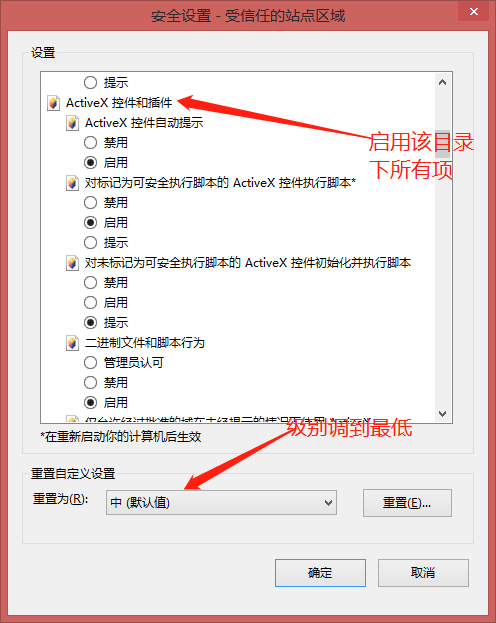 安全设置 - 受信任的站点区域
设置
提示
ActiveX 控件和插件
ActiveX 控件自动提示
禁用
启用
启用该目录
下所有项
对标记为可安全执行脚本的 ActiveX 控件执行脚本*
禁用
启用
提示
对未标记为可安全执行脚本的 ActiveX 控件初始化并执行脚本
禁用
启用
提示
二进制文件和脚本行为
管理员认可
禁用
启用
*在重新启动你的计算机后生效
级别调到最低
重置自定义设置
重置为(R):
中 (默认值)
重置(E)...
确定
取消